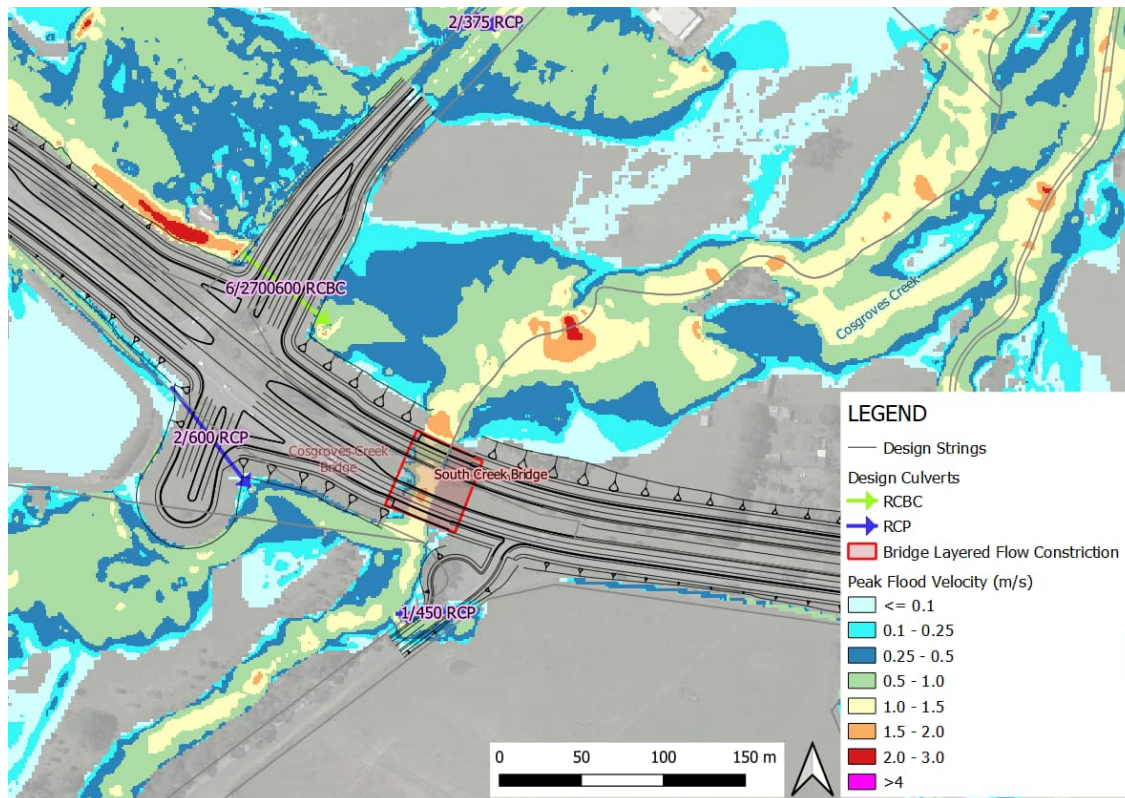 2/375 RCP
6/2700600 RCBC
Cosgroves Creek
2/600 RCP
Cosgroves Creek
Bridge
South Creek Bridge
1/450 RCP
LEGEND
Design Strings
Design Culverts
RCBC
RCP
Bridge Layered Flow Constriction
Peak Flood Velocity (m/s)
<= 0.1
0.1 - 0.25
0.25 - 0.5
0.5 - 1.0
1.0 - 1.5
1.5 - 2.0
2.0 - 3.0
>4
0 50 100 150 m